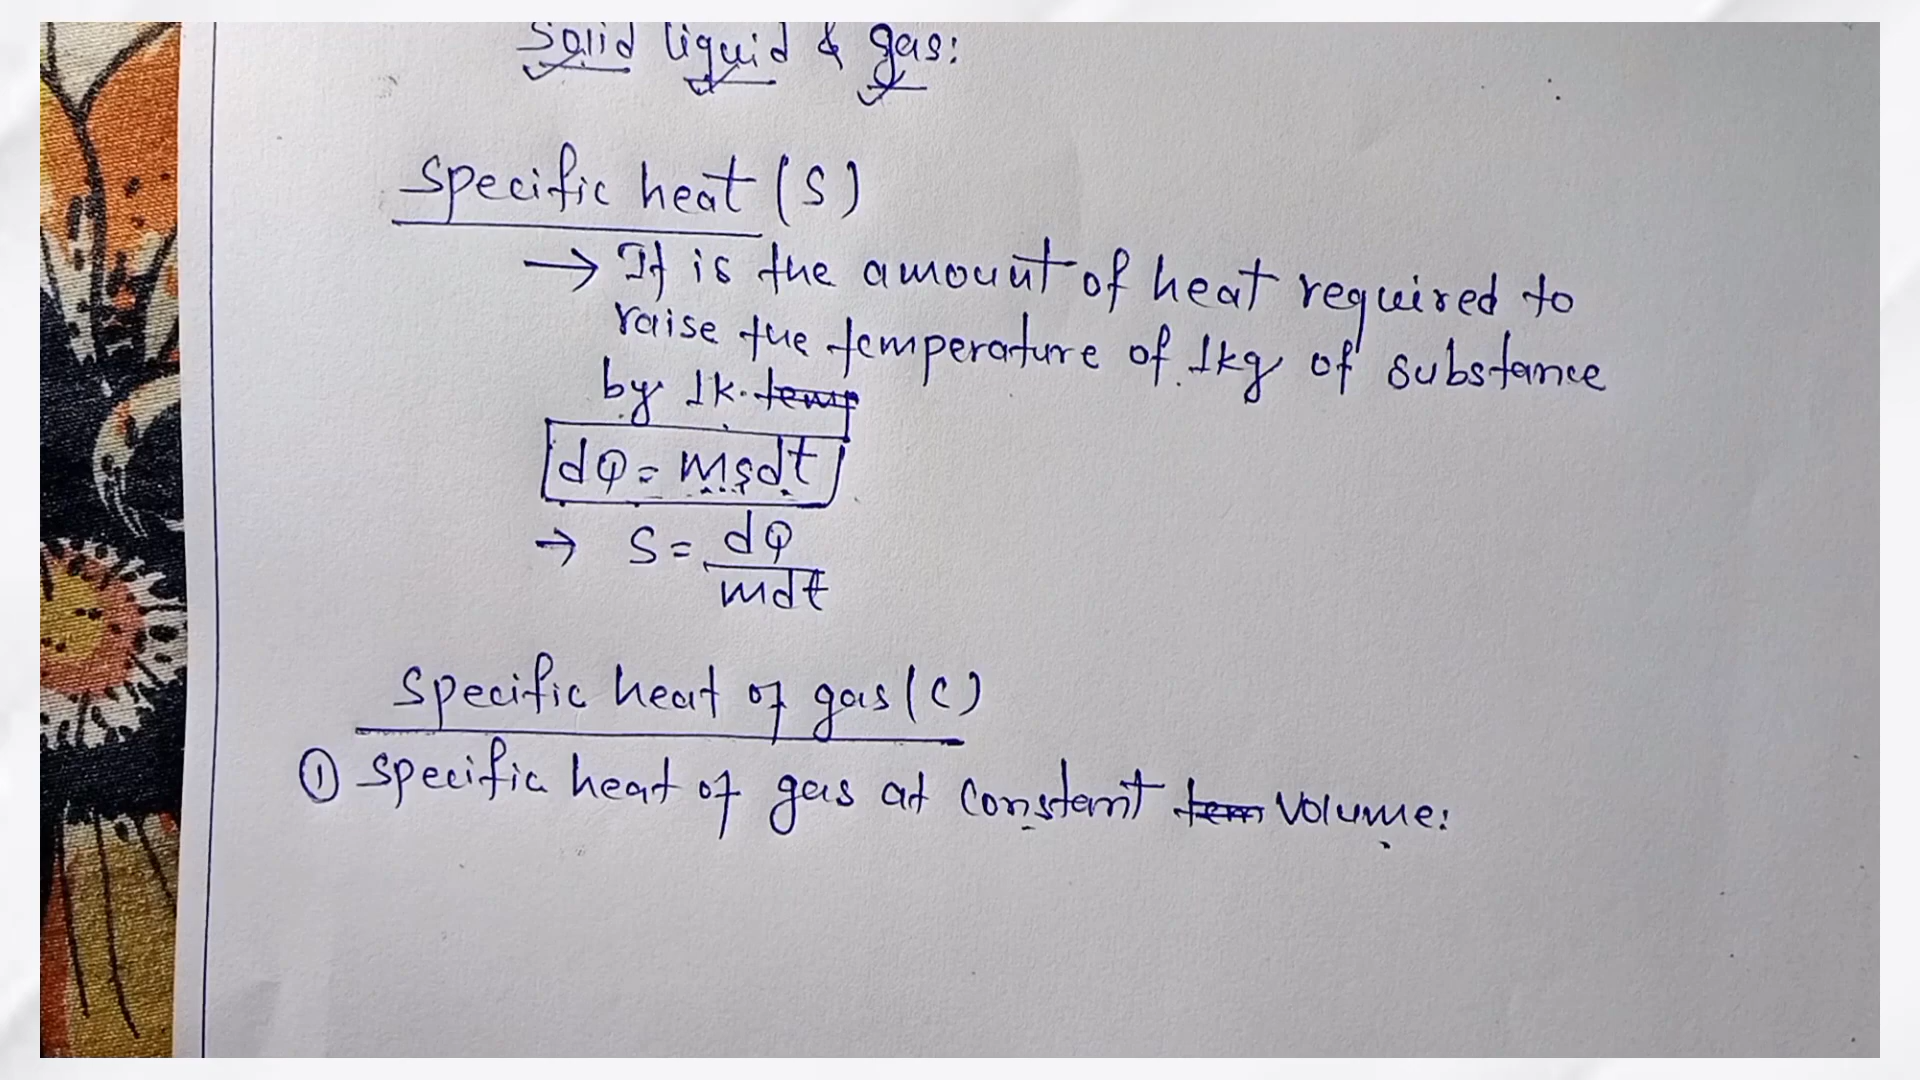 Solid liquid & gas:
Specific heat (S)
→ It is the amount of heat required to
raise the temperature of 1kg of substance
by 1k. temp
dQ = msdt
→ S = dQ
mdt
Specific heat of gas (C)
① Specific heat of gas at constant tem volume: